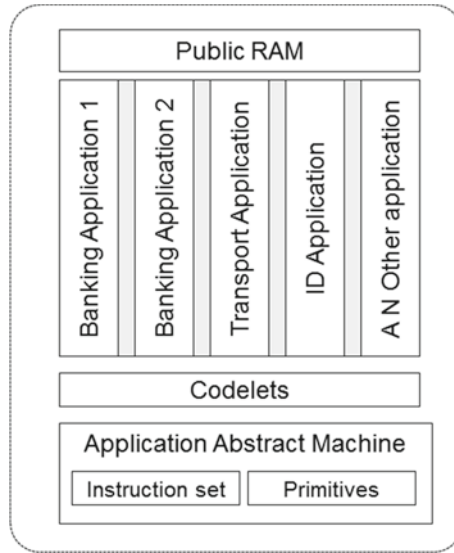 Public RAM
Banking Application 1
Banking Application 2
Transport Application
ID Application
A N Other application
Codelets
Application Abstract Machine
Instruction set
Primitives